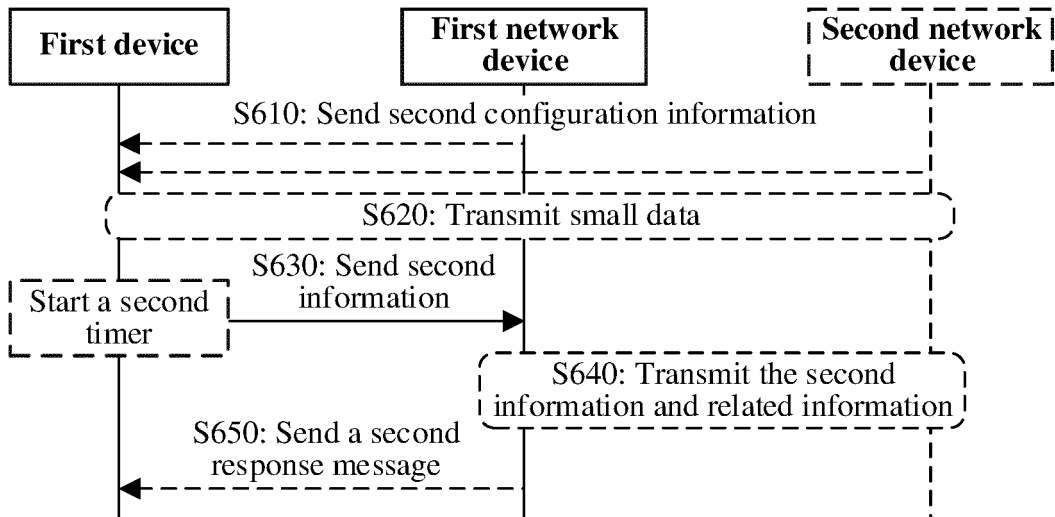 First device
First network
device
Second network
device
S610: Send second configuration information
S620: Transmit small data
S630: Send second
information
Start a second
timer
S640: Transmit the second
information and related information
S650: Send a second
response message